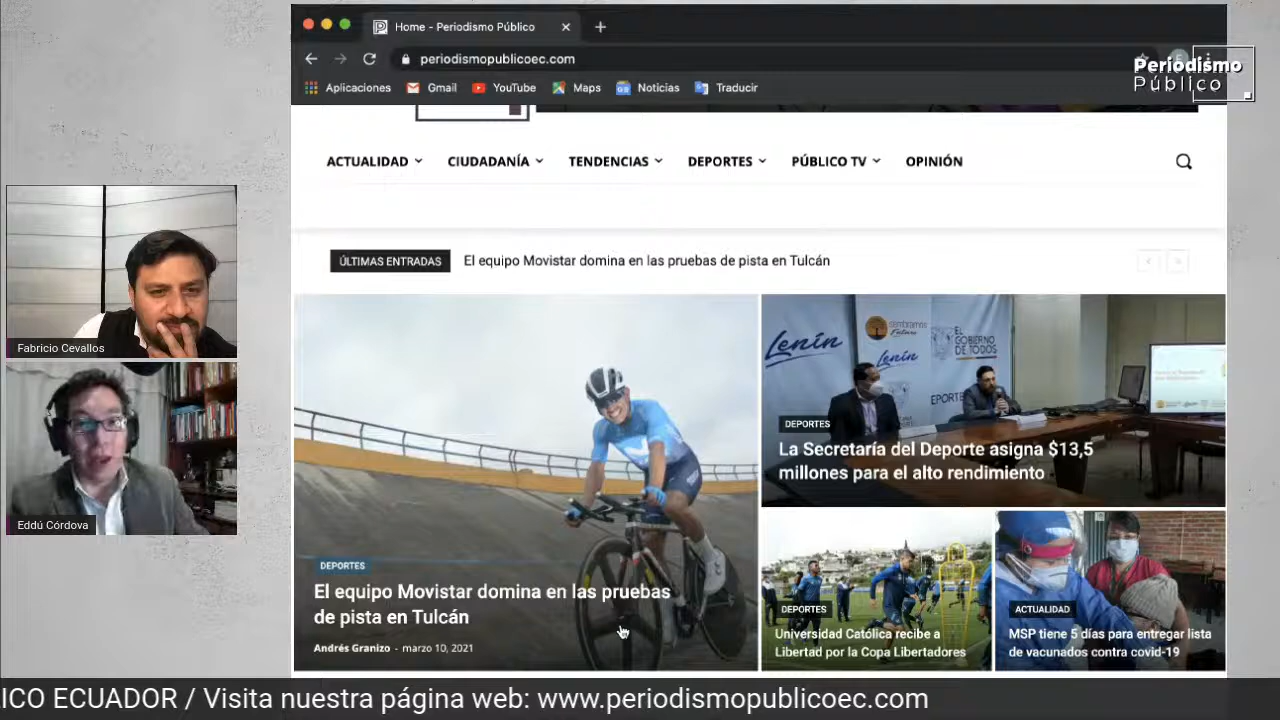 Home - Periodismo Público
periodismopublicoec.com
Aplicaciones
Gmail
YouTube
Maps
Noticias
Traducir
Periodismo
Público
ACTUALIDAD
CIUDADANÍA
TENDENCIAS
DEPORTES
PÚBLICO TV
OPINIÓN
ÚLTIMAS ENTRADAS
El equipo Movistar domina en las pruebas de pista en Tulcán
Fabricio Cevallos
Eddú Córdova
DEPORTES
El equipo Movistar domina en las pruebas
de pista en Tulcán
Andrés Granizo - marzo 10, 2021
Lenín
sembramos
Futuro
Lenín
EL
GOBIERNO
DE TODOS
DEPORTES
La Secretaría del Deporte asigna $13,5
millones para el alto rendimiento
DEPORTES
Universidad Católica recibe a
Libertad por la Copa Libertadores
ACTUALIDAD
MSP tiene 5 días para entregar lista
de vacunados contra covid-19
ICO ECUADOR / Visita nuestra página web: www.periodismopublicoec.com